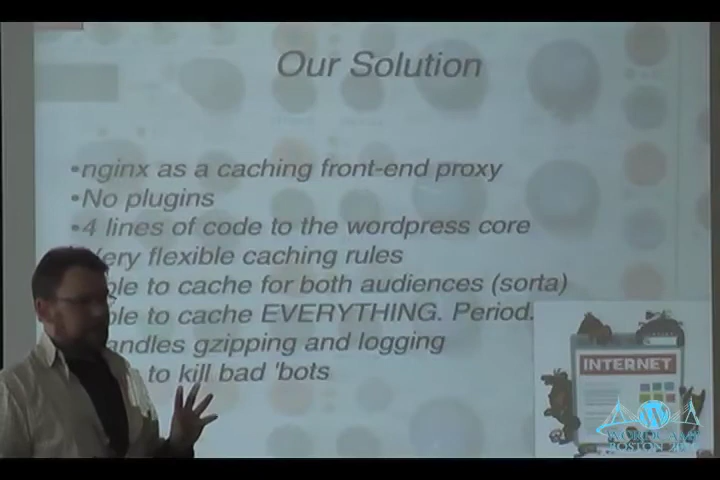 Our Solution
•nginx as a caching front-end proxy
•No plugins
•4 lines of code to the wordpress core
ery flexible caching rules
ble to cache for both audiences (sorta)
ble to cache EVERYTHING. Period.
andles gzipping and logging
to kill bad 'bots
INTERNET
WORDCAMP
BOSTON